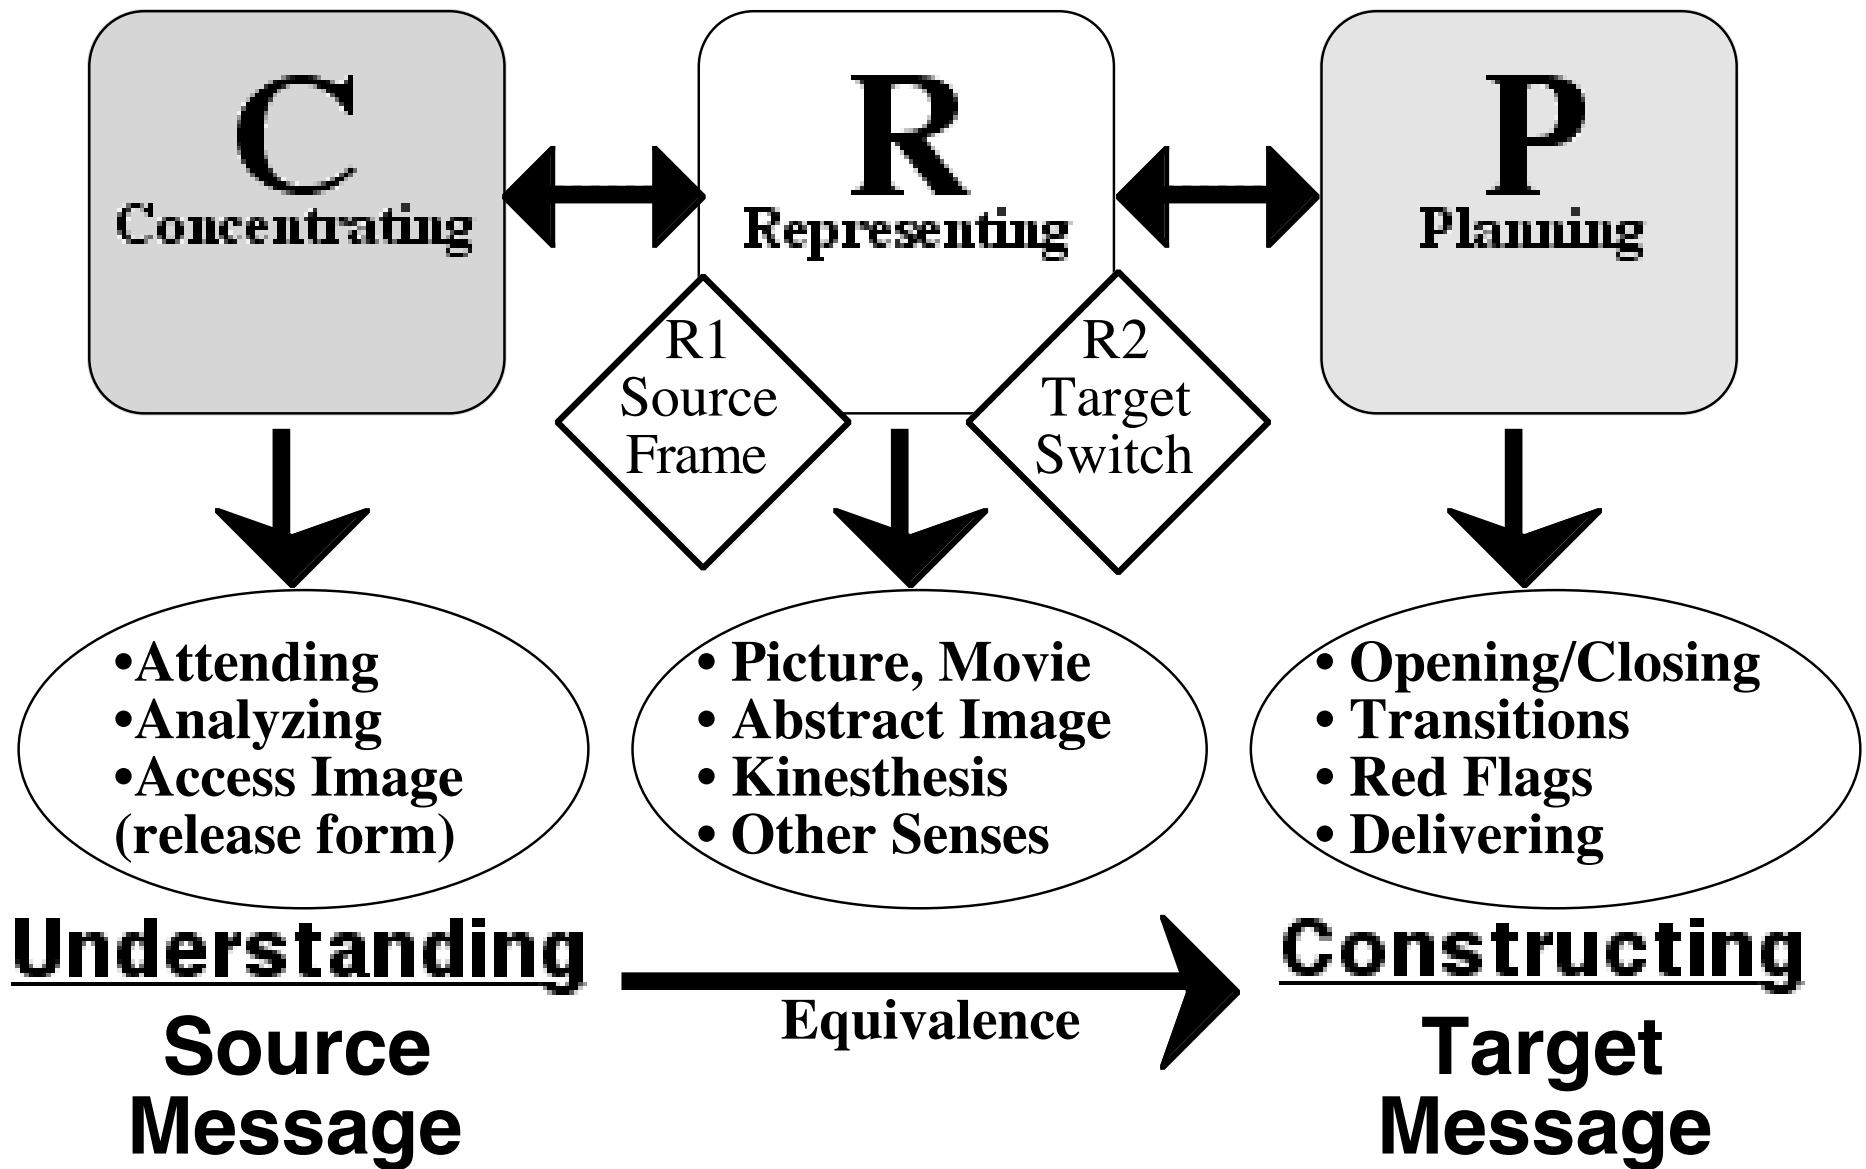 C
Concentrating
R
Representing
P
Planning
R1
Source
Frame
R2
Target
Switch
•Attending
•Analyzing
•Access Image
(release form)
• Picture, Movie
• Abstract Image
• Kinesthesis
• Other Senses
• Opening/Closing
• Transitions
• Red Flags
• Delivering
Understanding
Source
Message
Equivalence
Constructing
Target
Message